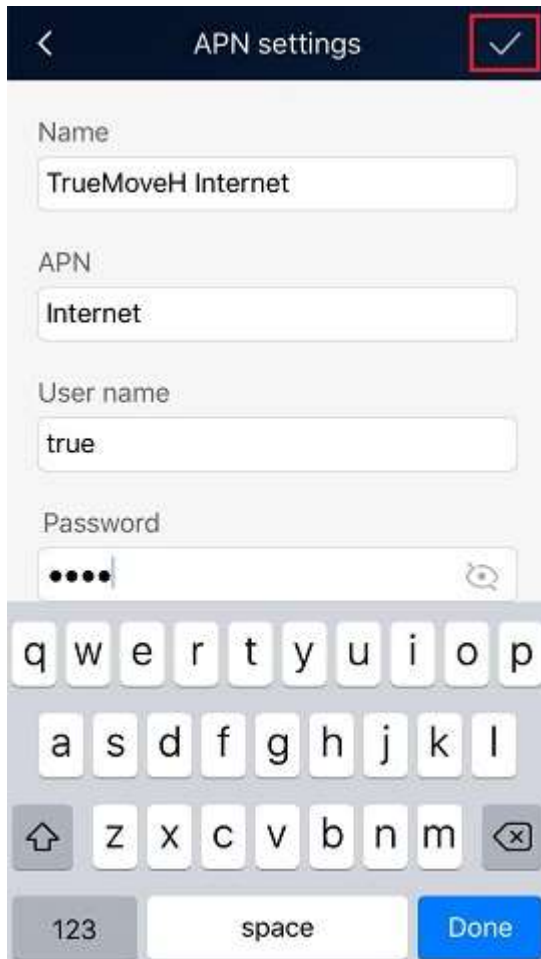 APN settings
Name
TrueMoveH Internet
APN
Internet
User name
true
Password
••••
q w e r t y u i o p
a s d f g h j k l
z x c v b n m
123 space Done